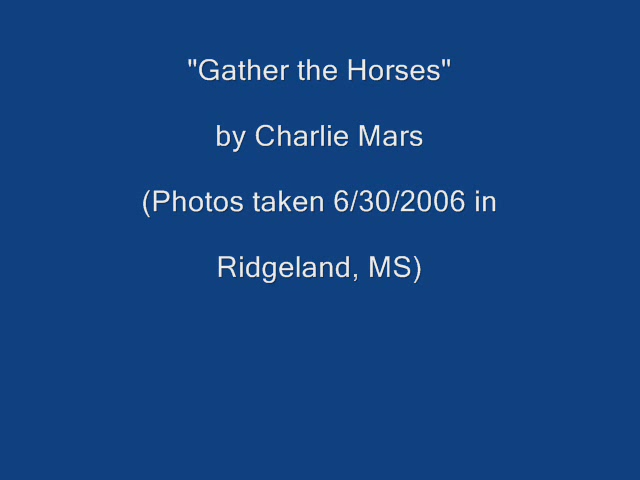 "Gather the Horses"
by Charlie Mars
(Photos taken 6/30/2006 in
Ridgeland, MS)